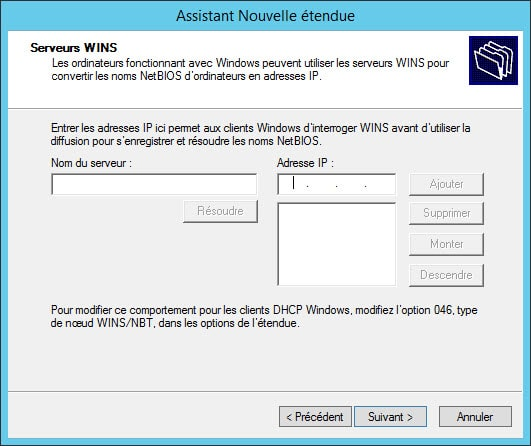 Assistant Nouvelle étendue
Serveurs WINS
Les ordinateurs fonctionnant avec Windows peuvent utiliser les serveurs WINS pour
convertir les noms NetBIOS d'ordinateurs en adresses IP.
Entrer les adresses IP ici permet aux clients Windows d'interroger WINS avant d'utiliser la
diffusion pour s'enregistrer et résoudre les noms NetBIOS.
Nom du serveur :
Adresse IP :
Ajouter
Résoudre
Supprimer
Monter
Descendre
Pour modifier ce comportement pour les clients DHCP Windows, modifiez l'option 046, type
de nœud WINS/NBT, dans les options de l'étendue.
< Précédent
Suivant >
Annuler